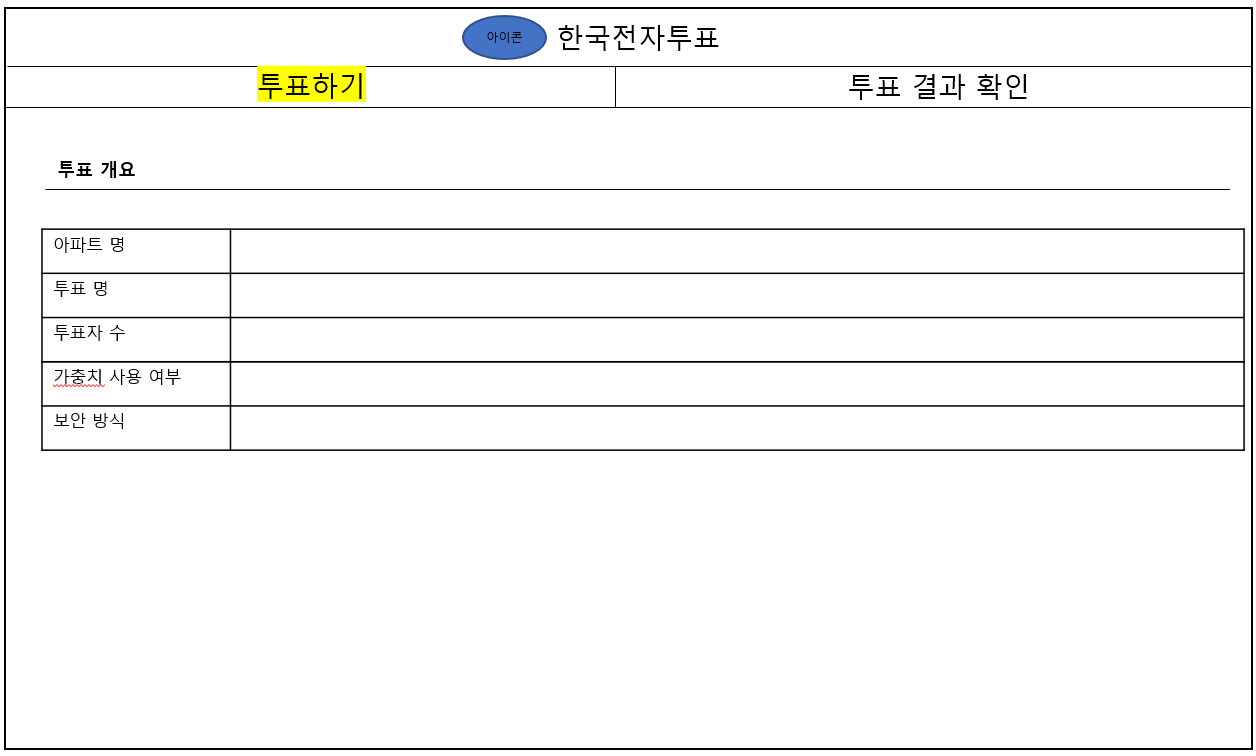 아이콘 한국전자투표
투표하기 투표 결과 확인
투표 개요
아파트 명
투표 명
투표자 수
가중치 사용 여부
보안 방식